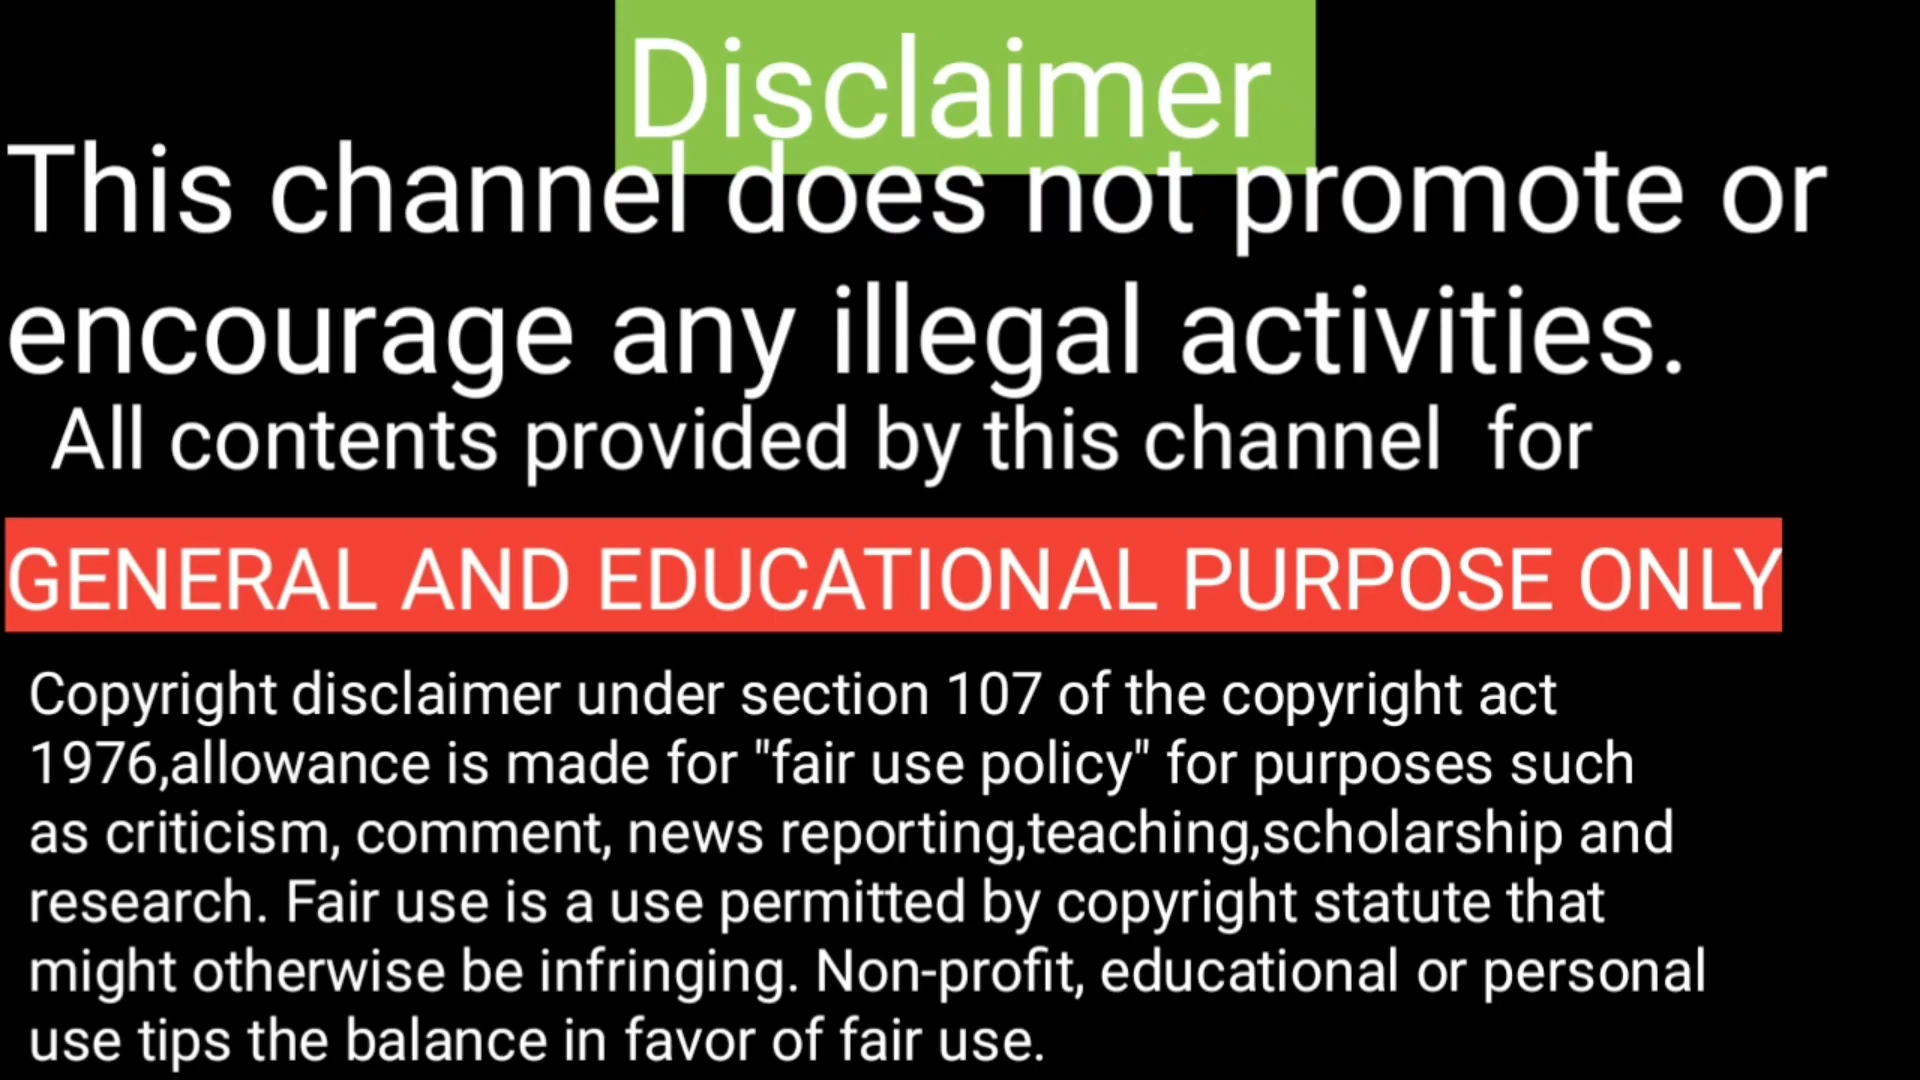 Disclaimer
This channel does not promote or
encourage any illegal activities.
All contents provided by this channel  for
GENERAL AND EDUCATIONAL PURPOSE ONLY
Copyright disclaimer under section 107 of the copyright act
1976,allowance is made for "fair use policy" for purposes such
as criticism, comment, news reporting,teaching,scholarship and
research. Fair use is a use permitted by copyright statute that
might otherwise be infringing. Non-profit, educational or personal
use tips the balance in favor of fair use.